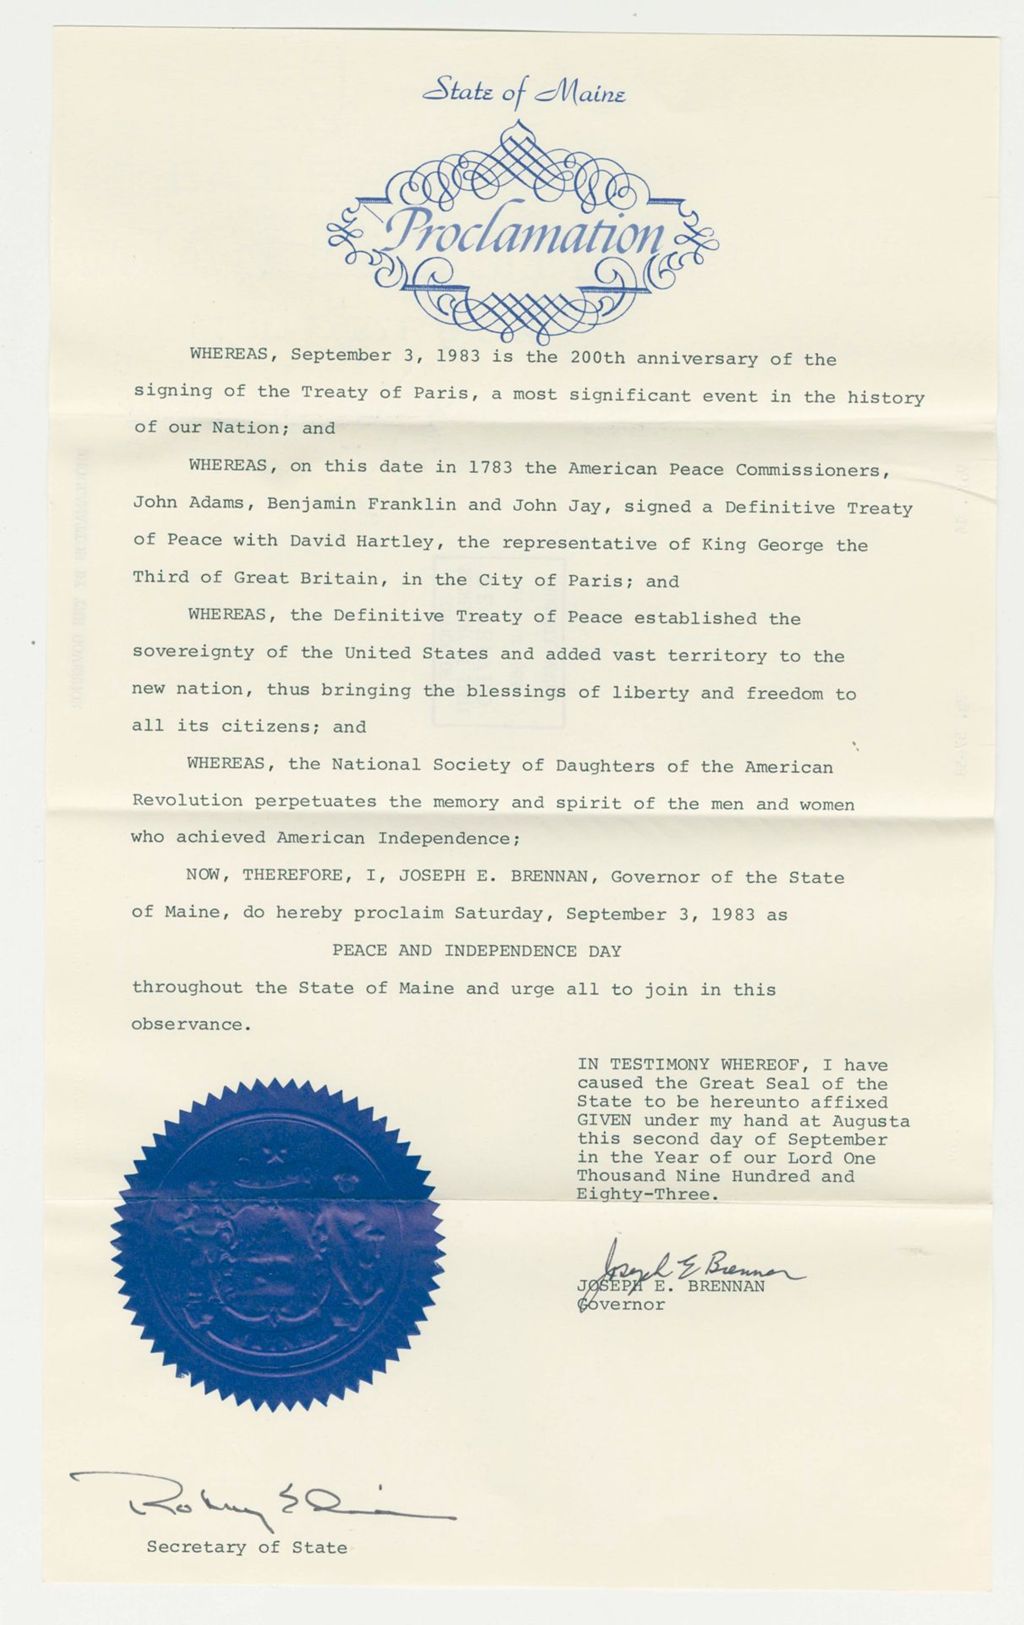 State of Maine
Proclamation
WHEREAS, September 3, 1983 is the 200th anniversary of the
signing of the Treaty of Paris, a most significant event in the history
of our Nation; and
WHEREAS, on this date in 1783 the American Peace Commissioners,
John Adams, Benjamin Franklin and John Jay, signed a Definitive Treaty
of Peace with David Hartley, the representative of King George the
Third of Great Britain, in the City of Paris; and
WHEREAS, the Definitive Treaty of Peace established the
sovereignty of the United States and added vast territory to the
new nation, thus bringing the blessings of liberty and freedom to
all its citizens; and
WHEREAS, the National Society of Daughters of the American
Revolution perpetuates the memory and spirit of the men and women
who achieved American Independence;
NOW, THEREFORE, I, JOSEPH E. BRENNAN, Governor of the State
of Maine, do hereby proclaim Saturday, September 3, 1983 as
PEACE AND INDEPENDENCE DAY
throughout the State of Maine and urge all to join in this
observance.
IN TESTIMONY WHEREOF, I have
caused the Great Seal of the
State to be hereunto affixed
GIVEN under my hand at Augusta
this second day of September
in the Year of our Lord One
Thousand Nine Hundred and
Eighty-Three.
Joseph E Brennan
JOSEPH E. BRENNAN
Governor
Rodney S
Secretary of State